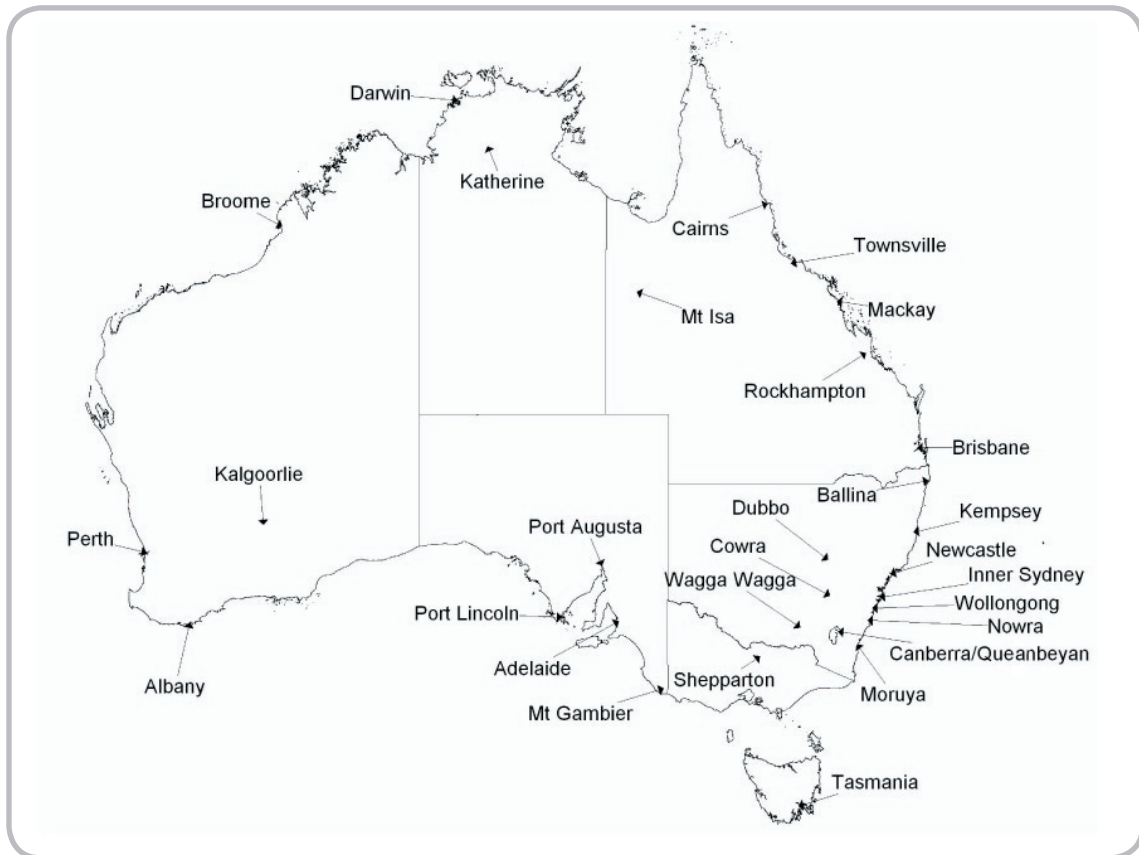 Darwin
Katherine
Broome
Cairns
Townsville
Mt Isa
Mackay
Rockhampton
Brisbane
Kalgoorlie
Ballina
Dubbo
Kempsey
Port Augusta
Perth
Cowra
Newcastle
Wagga Wagga
Inner Sydney
Wollongong
Port Lincoln
Nowra
Canberra/Queanbeyan
Adelaide
Shepparton
Albany
Moruya
Mt Gambier
Tasmania